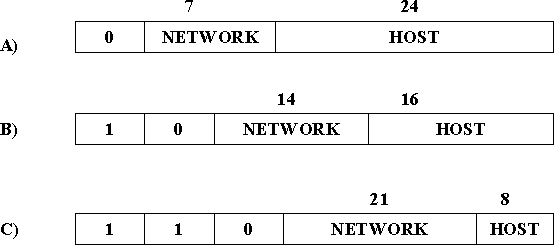 7 24
A) 0 NETWORK HOST
14 16
B) 1 0 NETWORK HOST
21 8
C) 1 1 0 NETWORK HOST